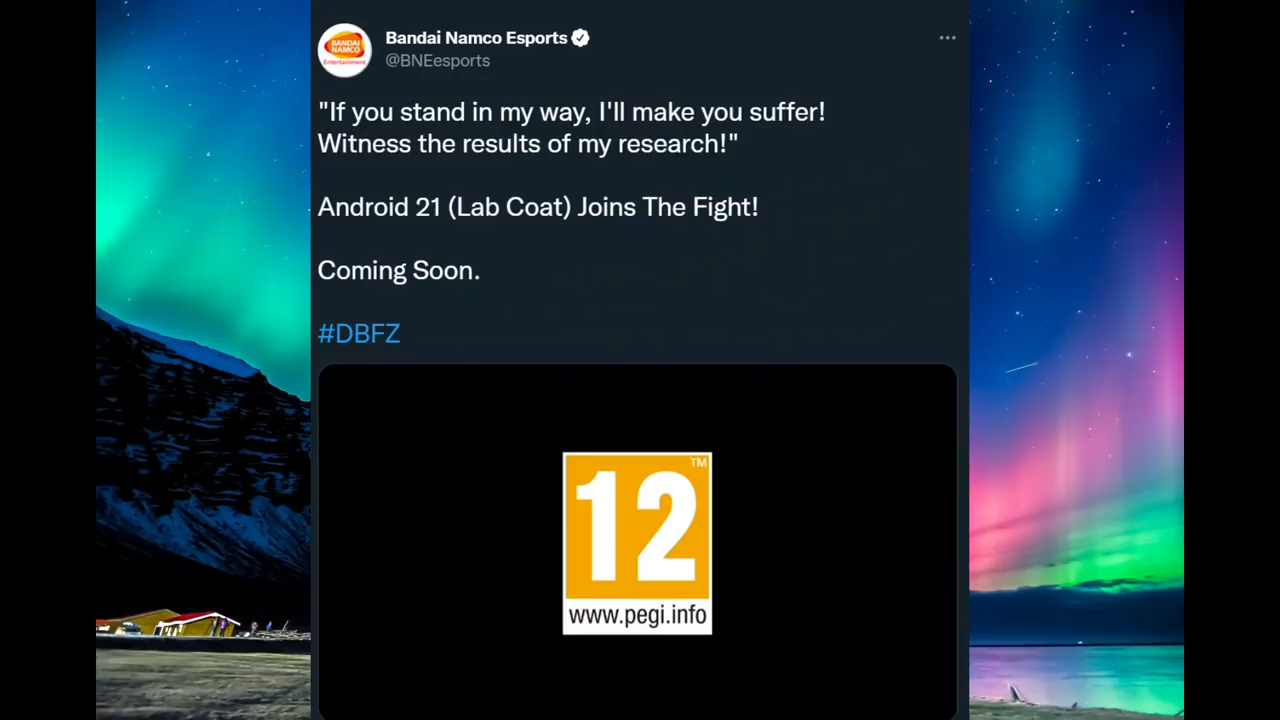 BANDAI
NAMCO
Entertainment
Bandai Namco Esports
@BNEesports
"If you stand in my way, I'll make you suffer!
Witness the results of my research!"
Android 21 (Lab Coat) Joins The Fight!
Coming Soon.
#DBFZ
12 TM
www.pegi.info